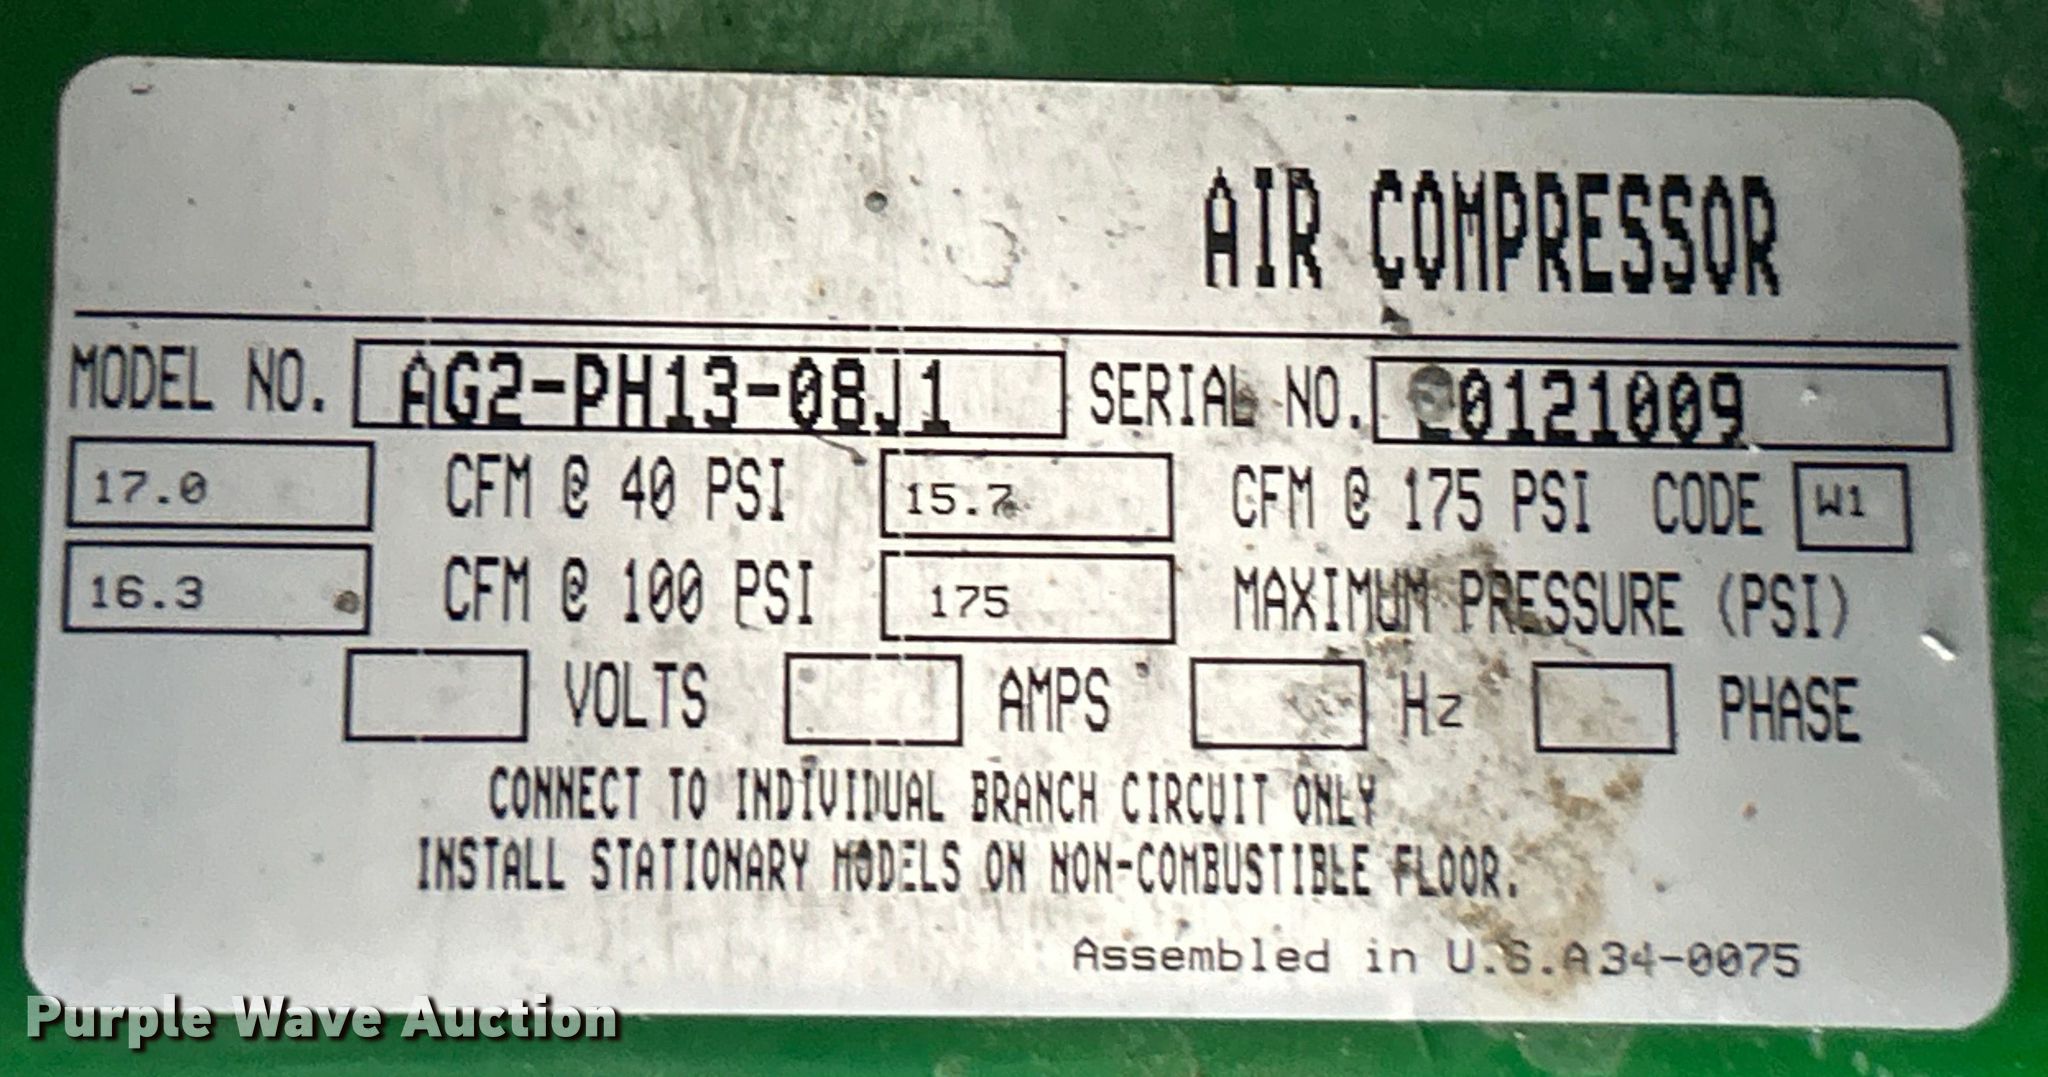 AIR COMPRESSOR
MODEL NO. AG2-PH13-08J1 SERIAL NO.
17.0 CFM @ 40 PSI 15.7 CFM @ 175 PSI CODE W1
16.3 CFM @ 100 PSI 175 MAXIMUM PRESSURE (PSI)
VOLTS AMPS Hz PHASE
CONNECT TO INDIVIDUAL BRANCH CIRCUIT ONLY
INSTALL STATIONARY MODELS ON NON-COMBUSTIBLE FLOOR.
Assembled in U.S.A 34-0075
Purple Wave Auction